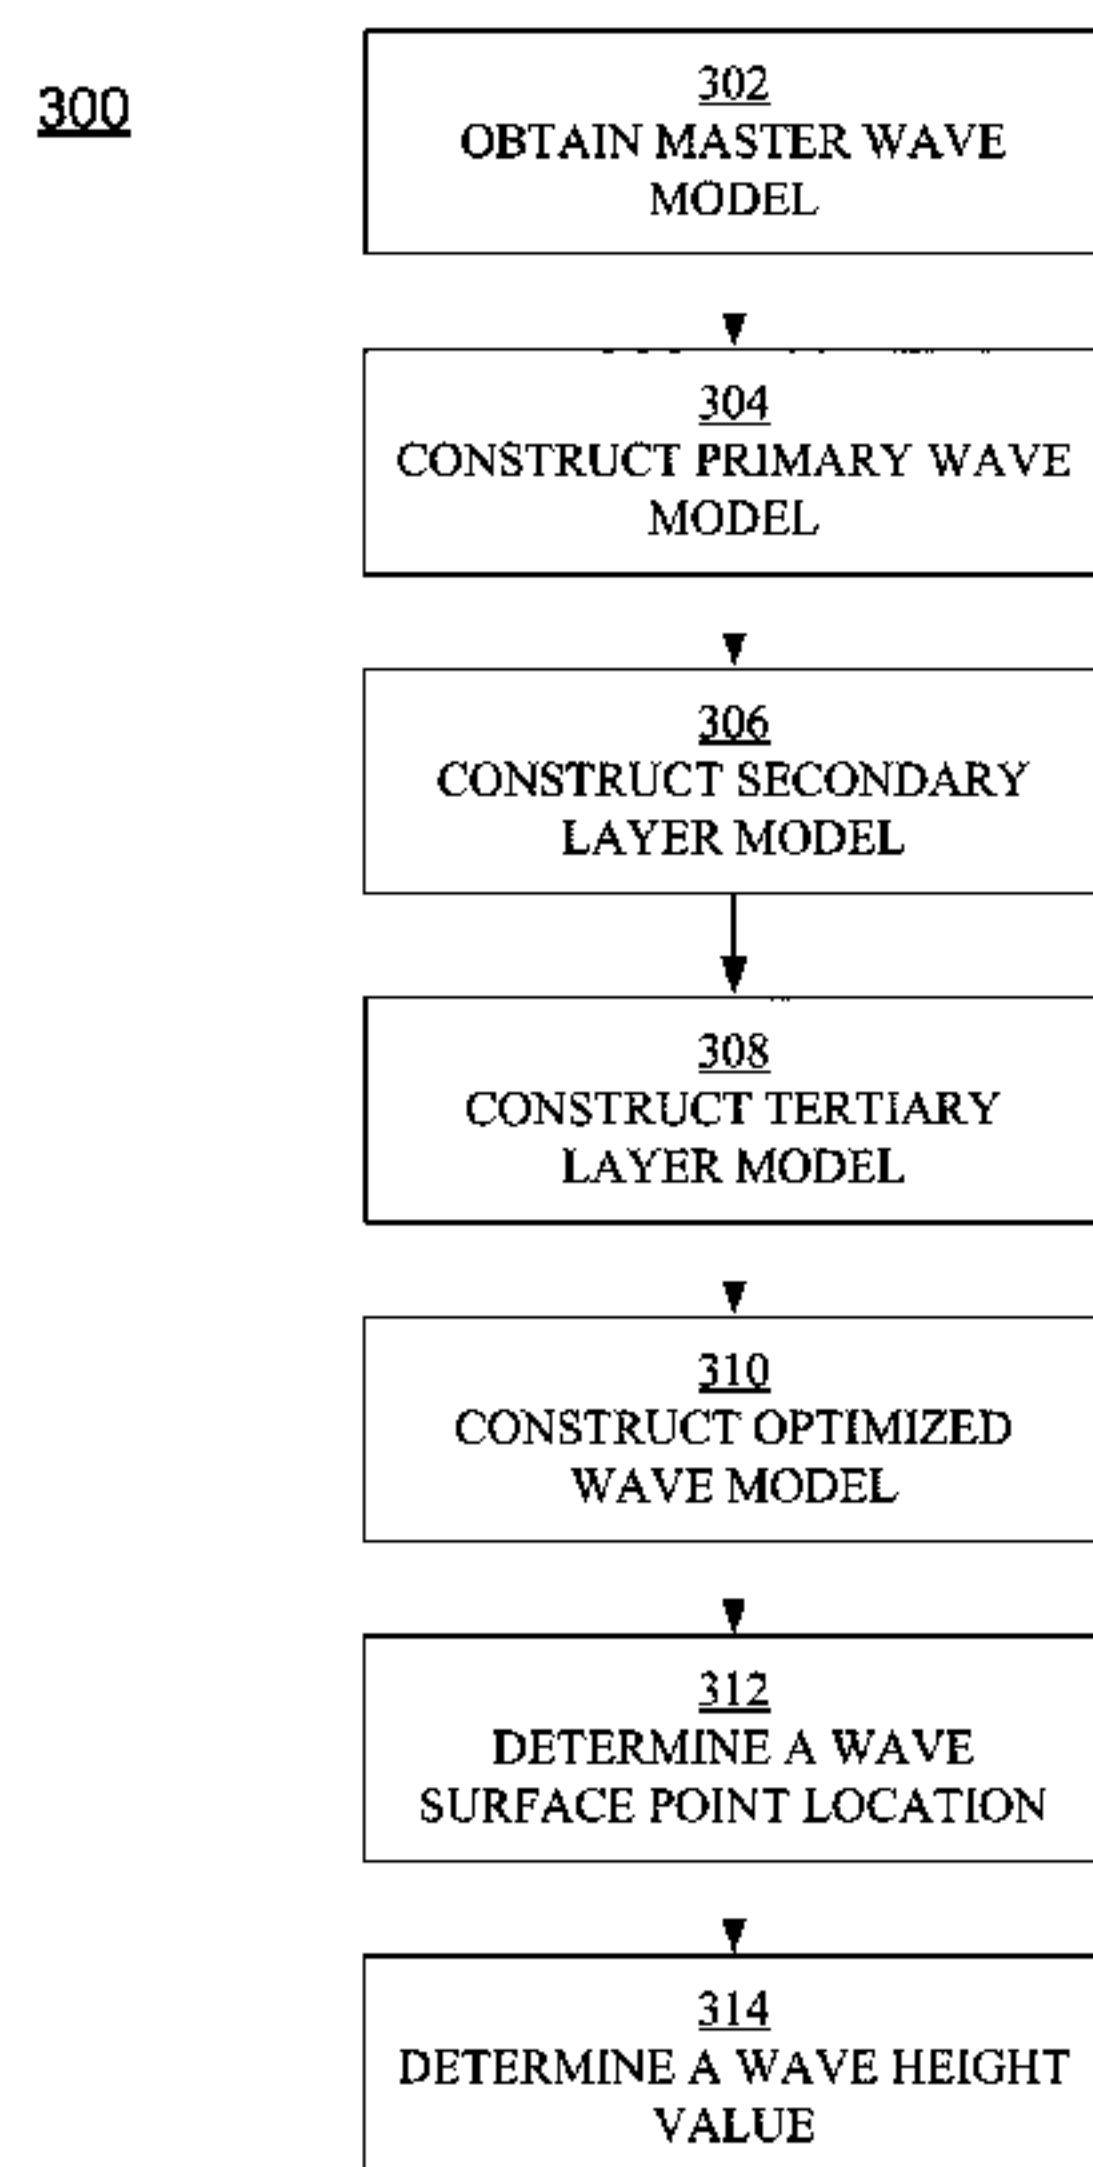 300
302
OBTAIN MASTER WAVE
MODEL
304
CONSTRUCT PRIMARY WAVE
MODEL
306
CONSTRUCT SECONDARY
LAYER MODEL
308
CONSTRUCT TERTIARY
LAYER MODEL
310
CONSTRUCT OPTIMIZED
WAVE MODEL
312
DETERMINE A WAVE
SURFACE POINT LOCATION
314
DETERMINE A WAVE HEIGHT
VALUE